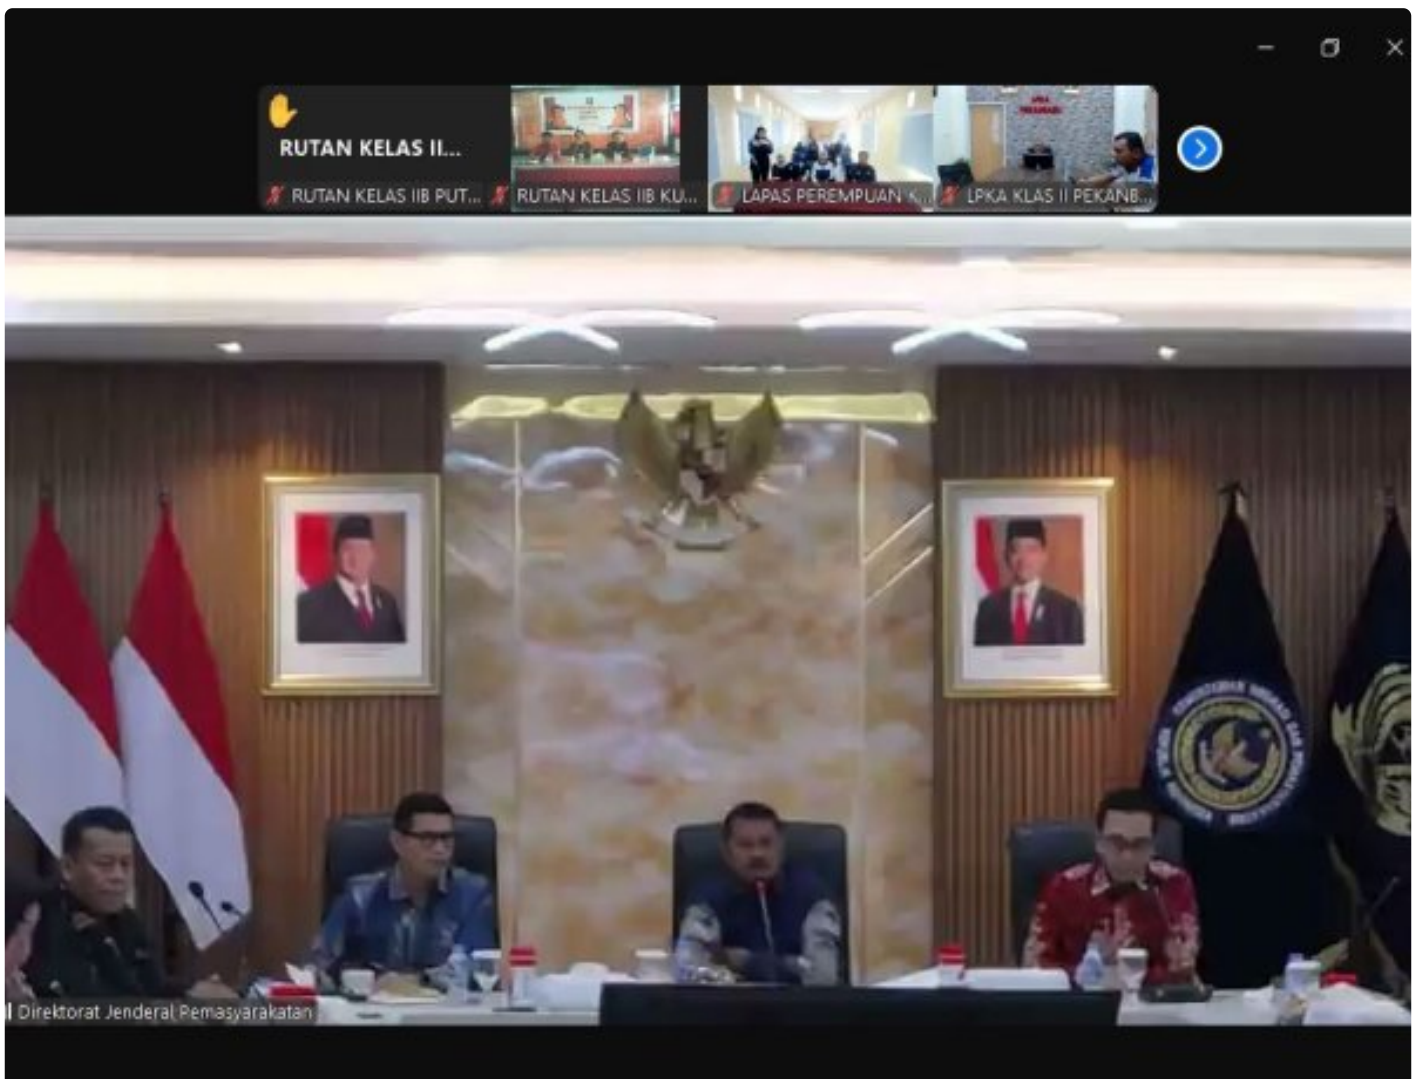 RUTAN KELAS II...
RUTAN KELAS IIB PUT...
RUTAN KELAS IIB KU...
LAPAS PEREMPUAN K...
LPKA KLAS II PEKANB...
Direktorat Jenderal Pemasyarakatan